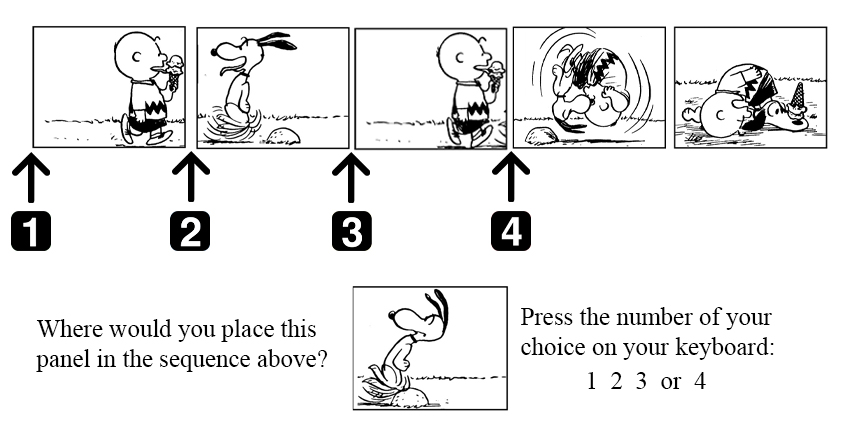 1 2 3 4
Where would you place this
panel in the sequence above?
Press the number of your
choice on your keyboard:
1 2 3 or 4